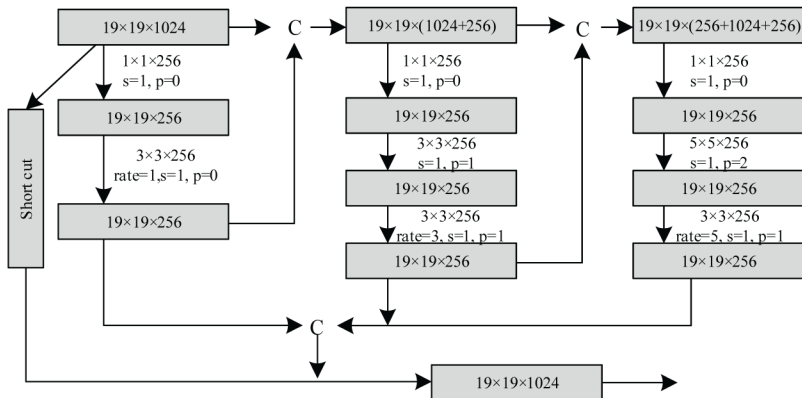 19×19×1024
C
19×19×(1024+256)
C
19×19×(256+1024+256)
1×1×256
s=1, p=0
1×1×256
s=1, p=0
1×1×256
s=1, p=0
19×19×256
19×19×256
19×19×256
Short cut
3×3×256
rate=1,s=1, p=0
3×3×256
s=1, p=1
5×5×256
s=1, p=2
19×19×256
19×19×256
19×19×256
3×3×256
rate=3, s=1, p=1
3×3×256
rate=5, s=1, p=1
19×19×256
19×19×256
C
19×19×1024